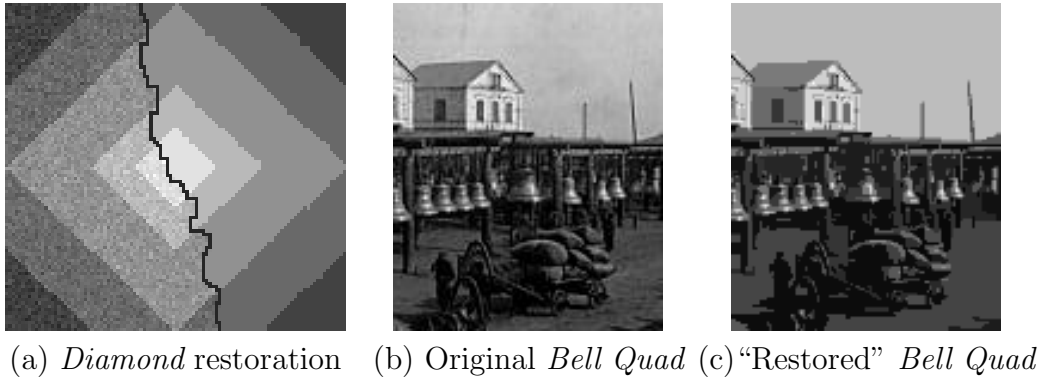 (a) Diamond restoration (b) Original Bell Quad (c) “Restored” Bell Quad